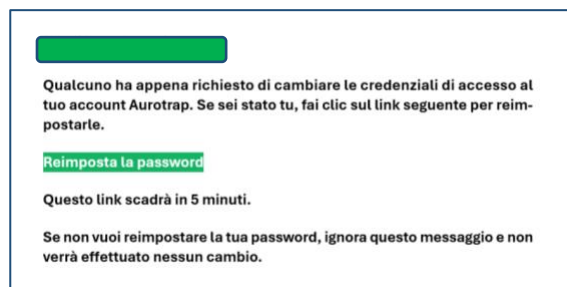 Qualcuno ha appena richiesto di cambiare le credenziali di accesso al
tuo account Aurotrap. Se sei stato tu, fai clic sul link seguente per reim-
postarle.
Reimposta la password
Questo link scadrà in 5 minuti.
Se non vuoi reimpostare la tua password, ignora questo messaggio e non
verrà effettuato nessun cambio.